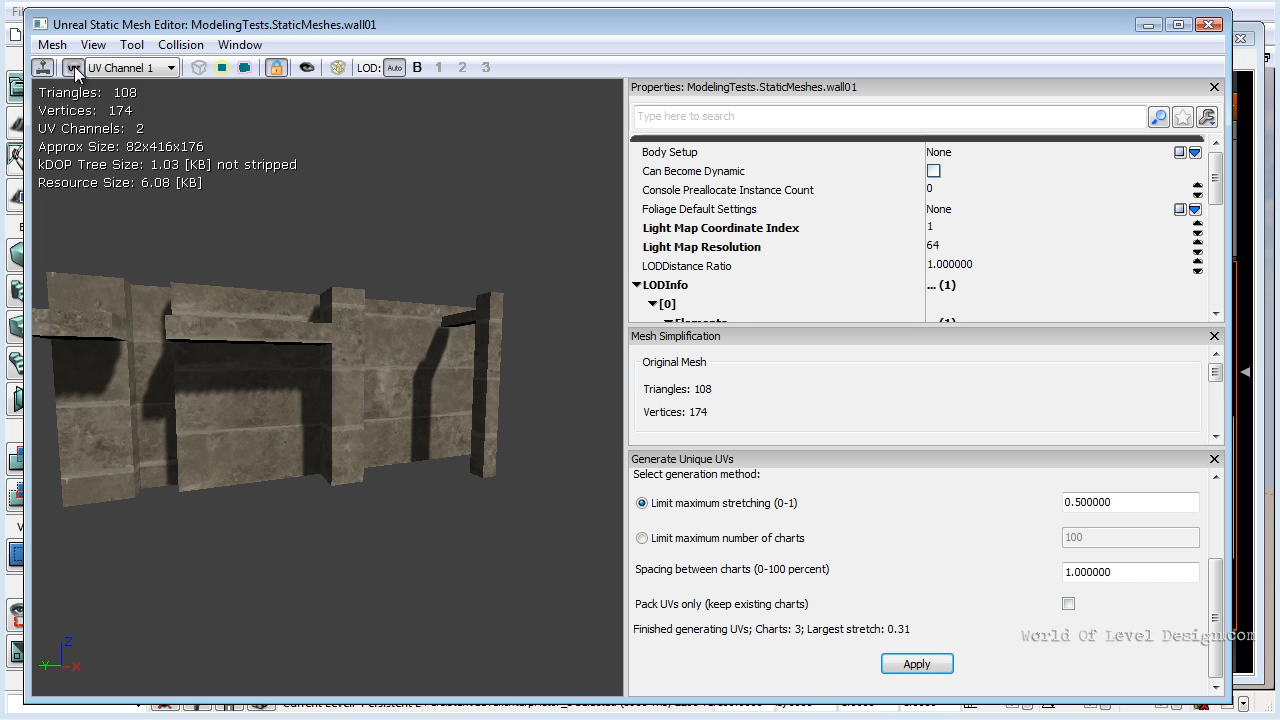 Unreal Static Mesh Editor: ModelingTests.StaticMeshes.wall01
Mesh View Tool Collision Window
UV Channel 1 LOD: Auto B 1 2 3
Triangles: 108
Vertices: 174
UV Channels: 2
Approx Size: 82x416x176
kDOP Tree Size: 1.03 [KB] not stripped
Resource Size: 6.08 [KB]
Z
Y
X
Properties: ModelingTests.StaticMeshes.wall01
Type here to search
Body Setup None
Can Become Dynamic
Console Preallocate Instance Count 0
Foliage Default Settings None
Light Map Coordinate Index 1
Light Map Resolution 64
LODDistance Ratio 1.000000
LODInfo ... (1)
[0]
Elements (1)
Mesh Simplification
Original Mesh
Triangles: 108
Vertices: 174
Generate Unique UVs
Select generation method:
Limit maximum stretching (0-1) 0.500000
Limit maximum number of charts 100
Spacing between charts (0-100 percent) 1.000000
Pack UVs only (keep existing charts)
Finished generating UVs; Charts: 3; Largest stretch: 0.31
World Of Level Design.com
Apply